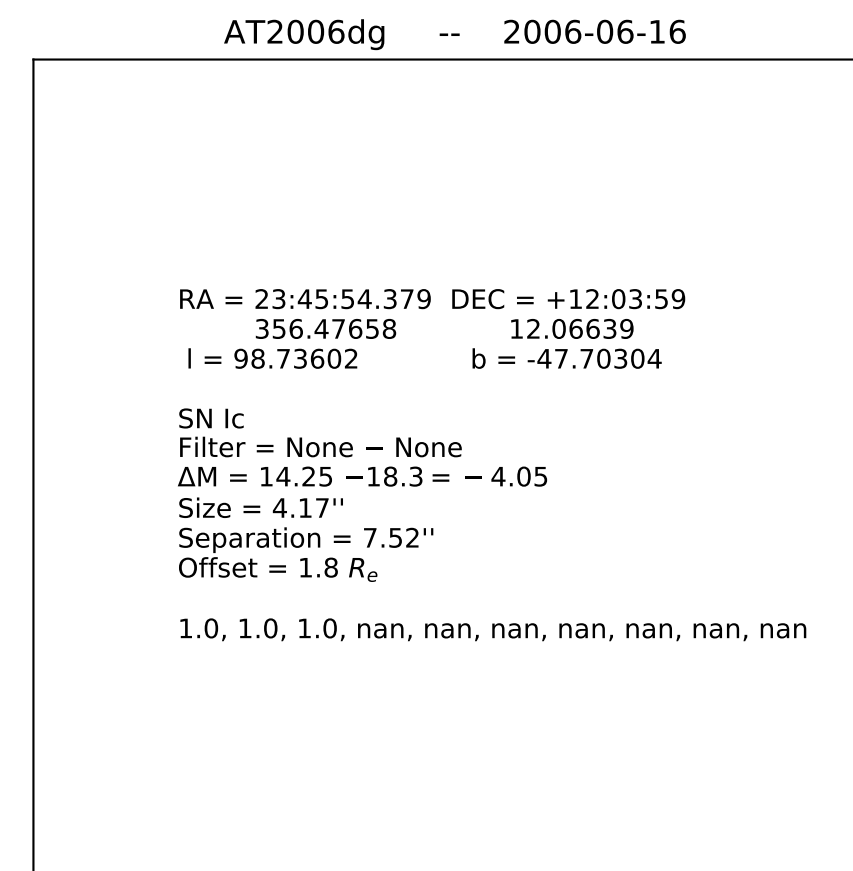 AT2006dg -- 2006-06-16
RA = 23:45:54.379 DEC = +12:03:59
356.47658 12.06639
l = 98.73602 b = -47.70304
SN Ic
Filter = None − None
ΔM = 14.25 −18.3 = − 4.05
Size = 4.17''
Separation = 7.52''
Offset = 1.8 Re
1.0, 1.0, 1.0, nan, nan, nan, nan, nan, nan, nan